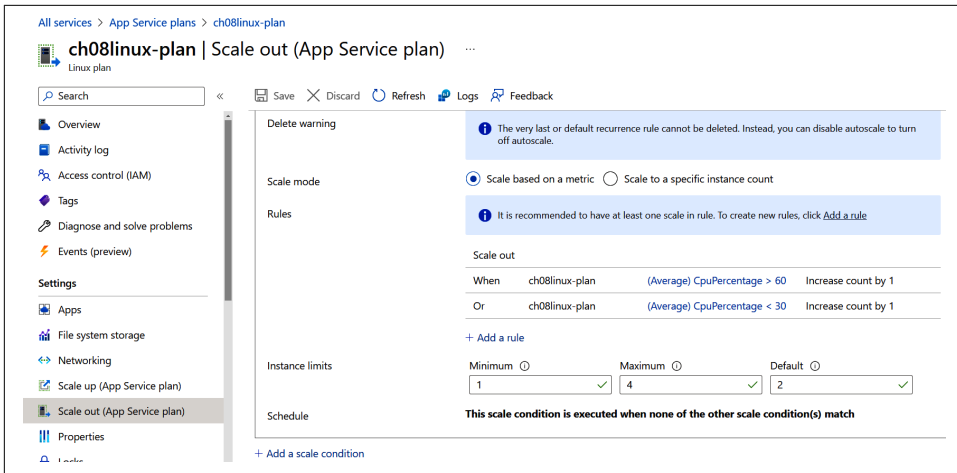 All services > App Service plans > ch08linux-plan
ch08linux-plan | Scale out (App Service plan) ...
Linux plan
Search «
Save Discard Refresh Logs Feedback
Overview
Activity log
Access control (IAM)
Tags
Diagnose and solve problems
Events (preview)
Settings
Apps
File system storage
Networking
Scale up (App Service plan)
Scale out (App Service plan)
Properties
Locks
Delete warning
The very last or default recurrence rule cannot be deleted. Instead, you can disable autoscale to turn
off autoscale.
Scale mode
Scale based on a metric Scale to a specific instance count
Rules
It is recommended to have at least one scale in rule. To create new rules, click Add a rule
Scale out
When ch08linux-plan (Average) CpuPercentage > 60 Increase count by 1
Or ch08linux-plan (Average) CpuPercentage < 30 Increase count by 1
+ Add a rule
Instance limits
Minimum Maximum Default
1 4 2
Schedule
This scale condition is executed when none of the other scale condition(s) match
+ Add a scale condition